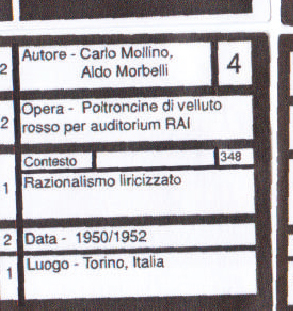 2 Autore - Carlo Mollino, 4
Aldo Morbelli
2 Opera - Poltroncine di velluto
rosso per auditorium RAI
Contesto 348
1 Razionalismo liricizzato
2 Data - 1950/1952
1 Luogo - Torino, Italia